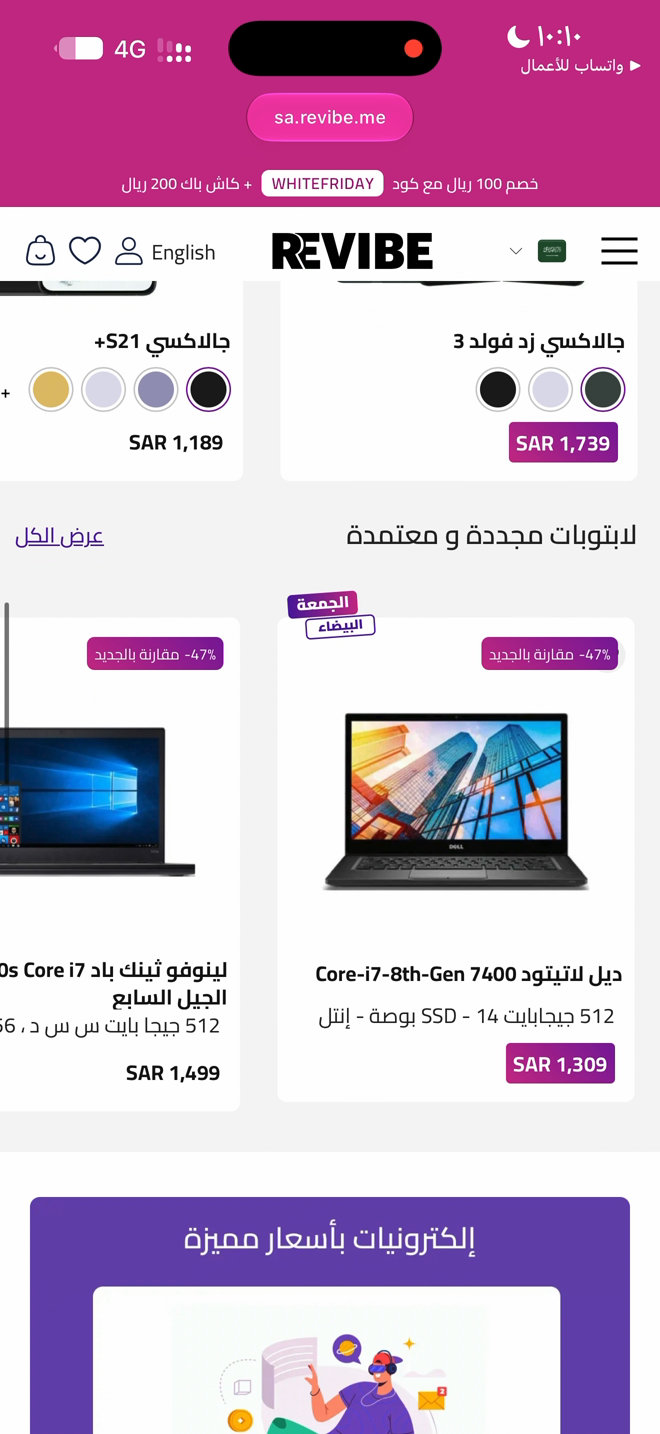 ١٠:١٠
4G
◀ واتساب للأعمال
sa.revibe.me
خصم 100 ريال مع كود WHITEFRIDAY + كاش باك 200 ريال
REVIBE
English
جالاكسي زد فولد 3
SAR 1,739
جالاكسي S21+
+
SAR 1,189
لابتوبات مجددة و معتمدة
عرض الكل
الجمعة
البيضاء
-47% مقارنة بالجديد
DELL
ديل لاتيتود 7400 Core-i7-8th-Gen
512 جيجابايت SSD - 14 بوصة - إنتل
SAR 1,309
-47% مقارنة بالجديد
لينوفو ثينك باد 0s Core i7
الجيل السابع
512 جيجا بايت س س د ، 56
SAR 1,499
إلكترونيات بأسعار مميزة
2